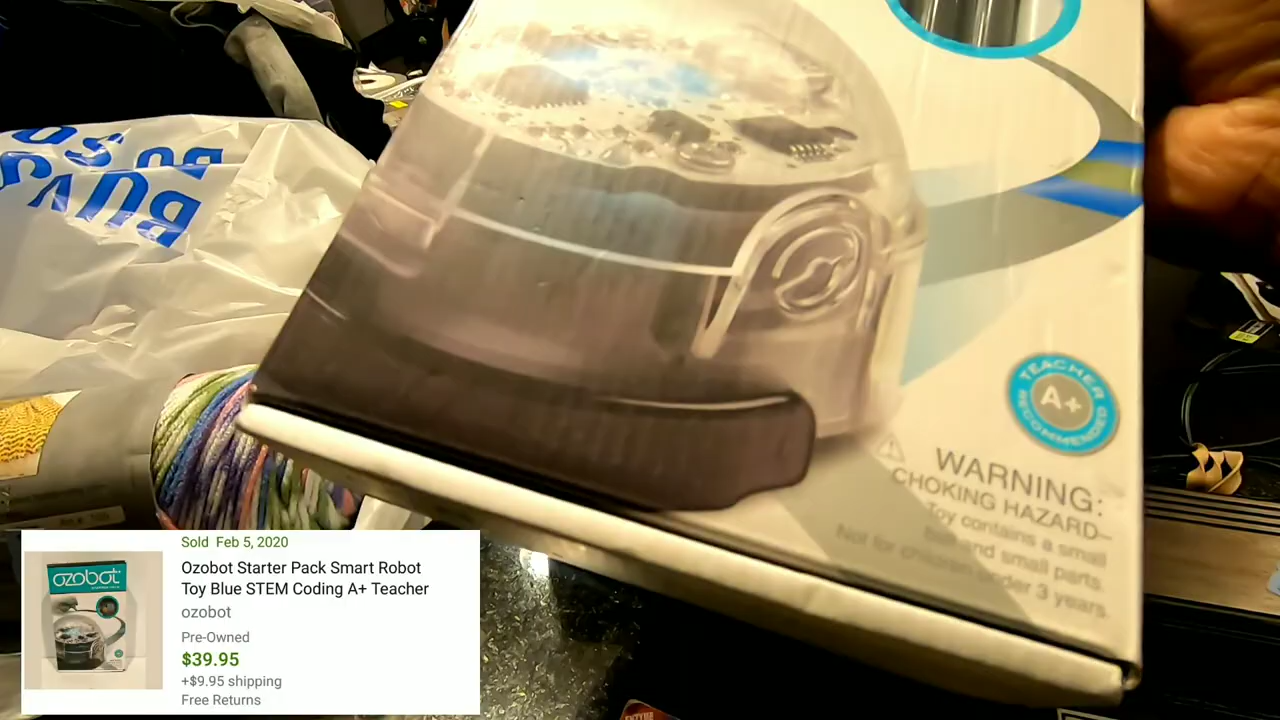 BUYS
TEACHER
A+
RECOMMENDED
WARNING:
CHOKING HAZARD–
Toy contains a small
ball and small parts.
Not for children under 3 years.
Sold Feb 5, 2020
Ozobot Starter Pack Smart Robot
Toy Blue STEM Coding A+ Teacher
ozobot
Pre-Owned
$39.95
+$9.95 shipping
Free Returns
ozobot